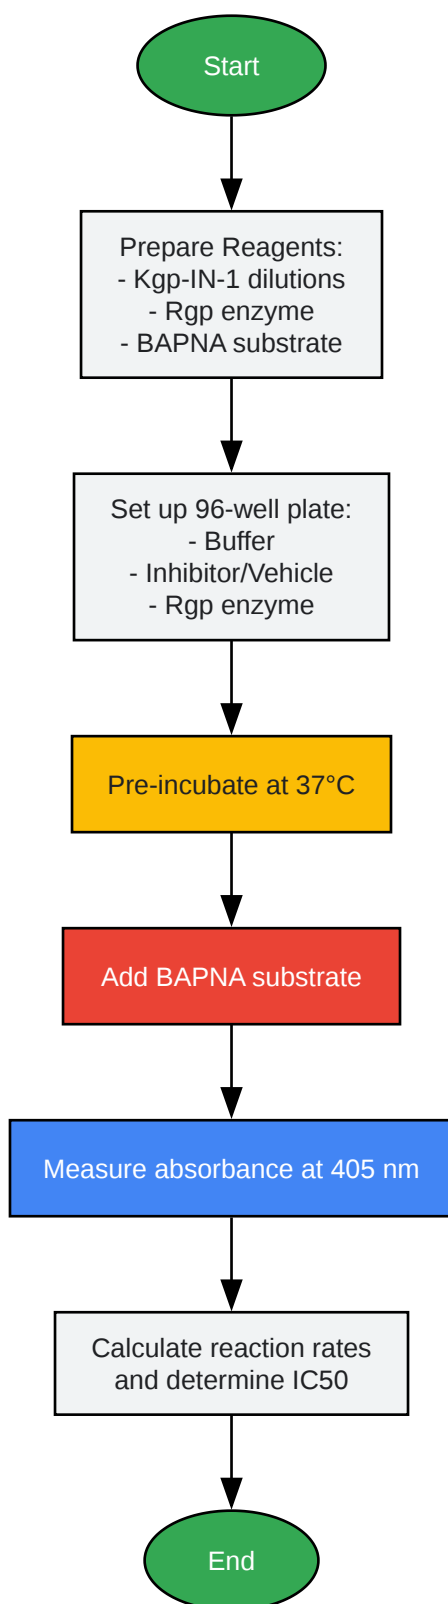 Start
Prepare Reagents:
- Kgp-IN-1 dilutions
- Rgp enzyme
- BAPNA substrate
Set up 96-well plate:
- Buffer
- Inhibitor/Vehicle
- Rgp enzyme
Pre-incubate at 37°C
Add BAPNA substrate
Measure absorbance at 405 nm
Calculate reaction rates
and determine IC50
End